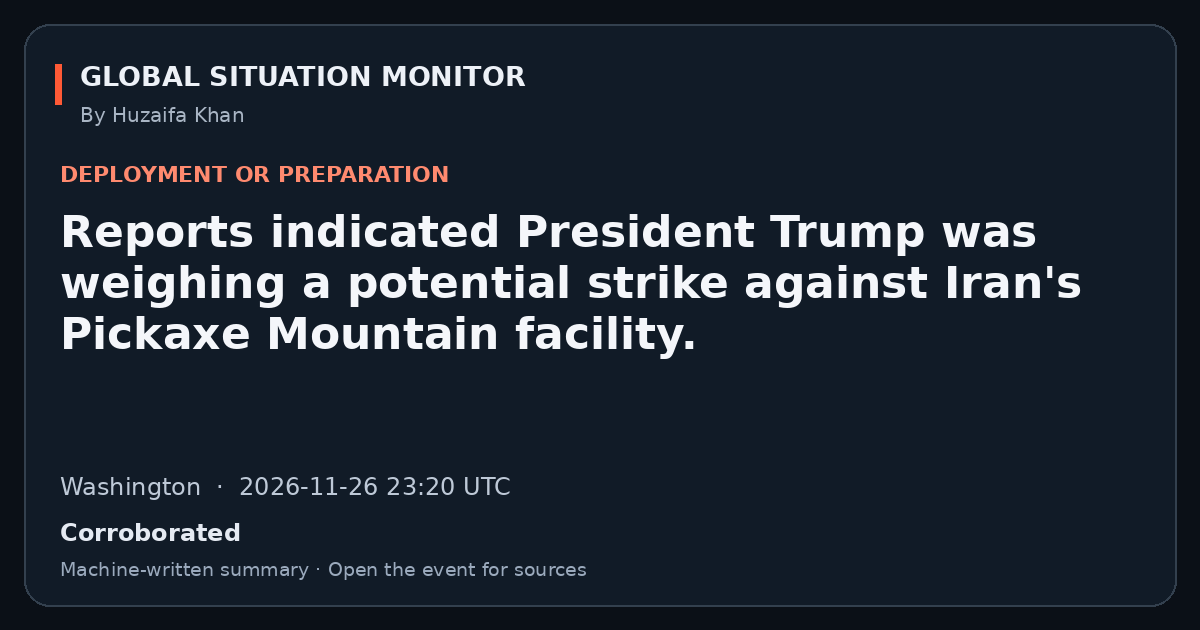 GLOBAL SITUATION MONITOR
By Huzaifa Khan
DEPLOYMENT OR PREPARATION
Reports indicated President Trump was
weighing a potential strike against Iran's
Pickaxe Mountain facility.
Washington · 2026-11-26 23:20 UTC
Corroborated
Machine-written summary · Open the event for sources